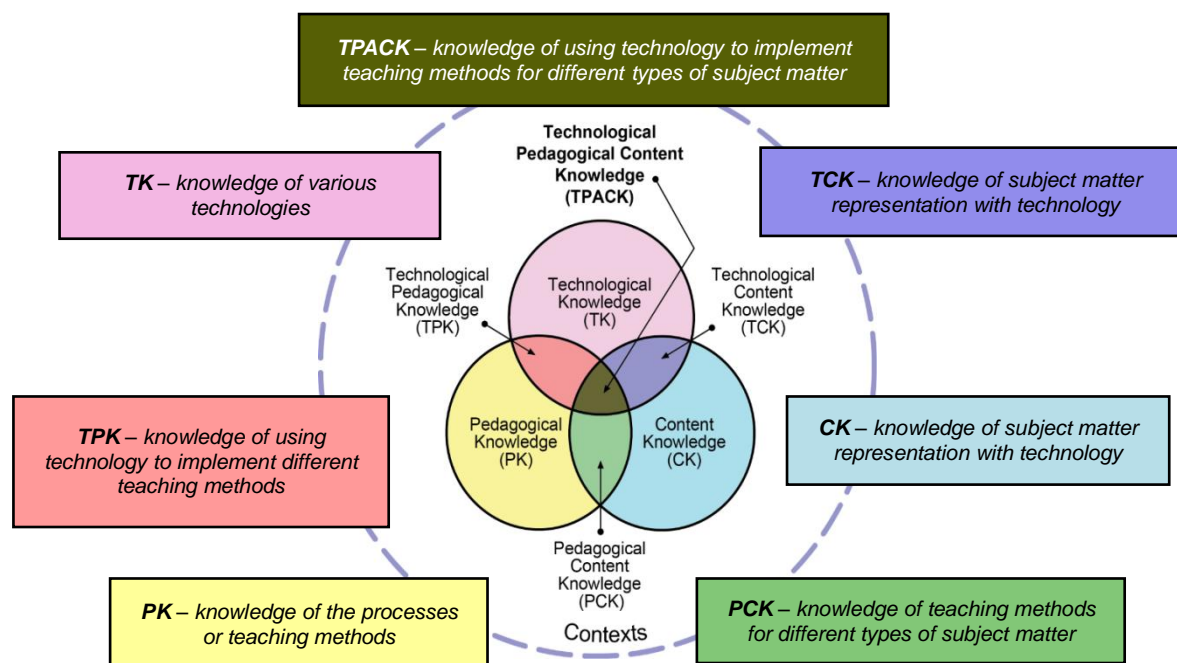 TPACK – knowledge of using technology to implement
teaching methods for different types of subject matter
Technological
Pedagogical Content
Knowledge
(TPACK)
TK – knowledge of various
technologies
TCK – knowledge of subject matter
representation with technology
Technological
Pedagogical
Knowledge
(TPK)
Technological
Knowledge
(TK)
Technological
Content
Knowledge
(TCK)
TPK – knowledge of using
technology to implement different
teaching methods
Pedagogical
Knowledge
(PK)
Content
Knowledge
(CK)
CK – knowledge of subject matter
representation with technology
Pedagogical
Content
Knowledge
(PCK)
PK – knowledge of the processes
or teaching methods
Contexts
PCK – knowledge of teaching methods
for different types of subject matter